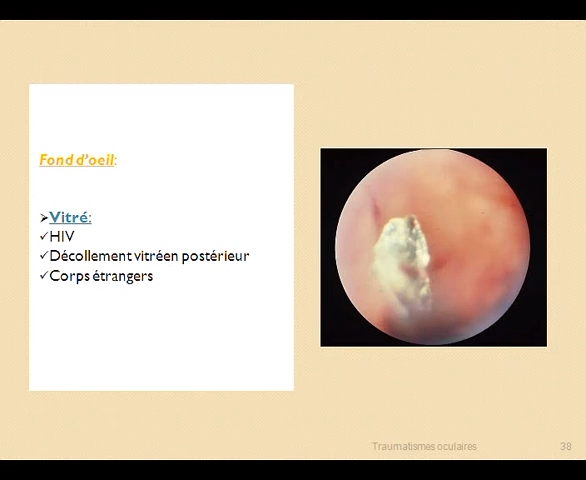 Fond d'oeil:
➢Vitré:
✓HIV
✓Décollement vitréen postérieur
✓Corps étrangers
Traumatismes oculaires 38